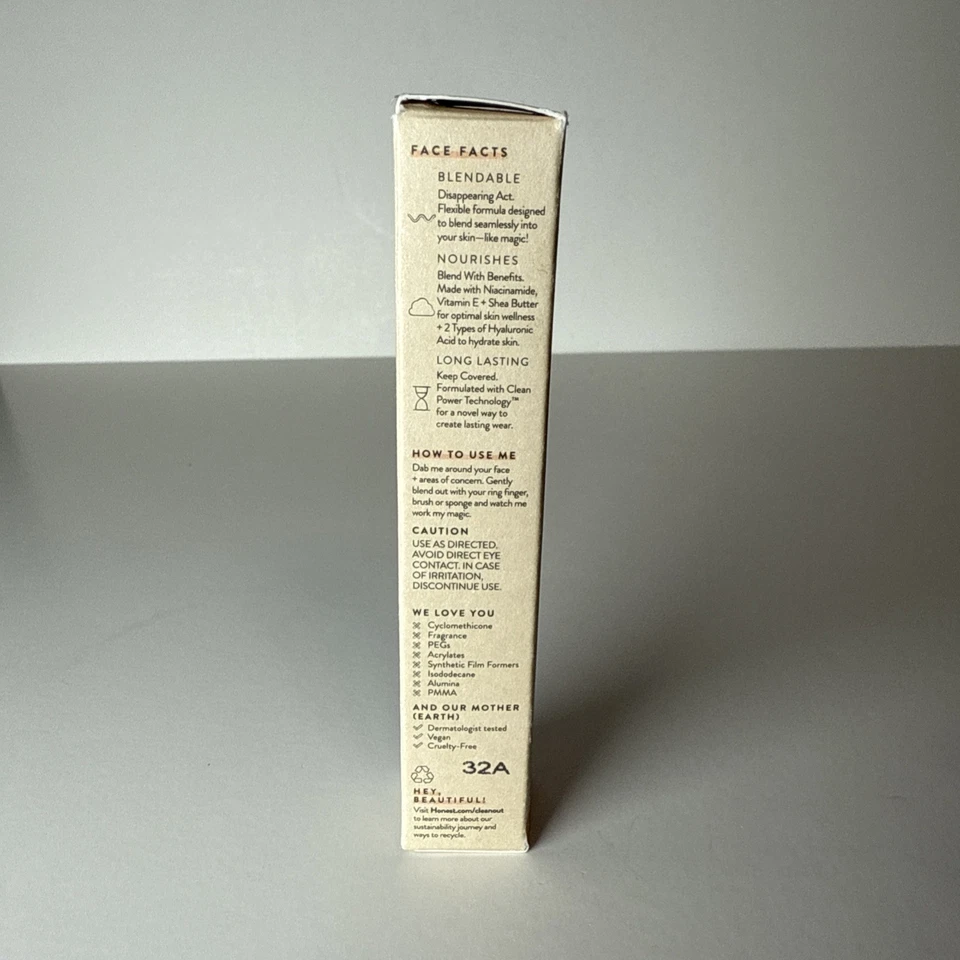 FACE FACTS
BLENDABLE
Disappearing Act.
Flexible formula designed
to blend seamlessly into
your skin—like magic!
NOURISHES
Blend With Benefits.
Made with Niacinamide,
Vitamin E + Shea Butter
for optimal skin wellness
+ 2 Types of Hyaluronic
Acid to hydrate skin.
LONG LASTING
Keep Covered.
Formulated with Clean
Power Technology™
for a novel way to
create lasting wear.
HOW TO USE ME
Dab me around your face
+ areas of concern. Gently
blend out with your ring finger,
brush or sponge and watch me
work my magic.
CAUTION
USE AS DIRECTED.
AVOID DIRECT EYE
CONTACT. IN CASE
OF IRRITATION,
DISCONTINUE USE.
WE LOVE YOU
Cyclomethicone
Fragrance
PEGs
Acrylates
Synthetic Film Formers
Isododecane
Alumina
PMMA
AND OUR MOTHER
(EARTH)
Dermatologist tested
Vegan
Cruelty-Free
32A
HEY,
BEAUTIFUL!
Visit Honest.com/cleanout
to learn more about our
sustainability journey and
ways to recycle.